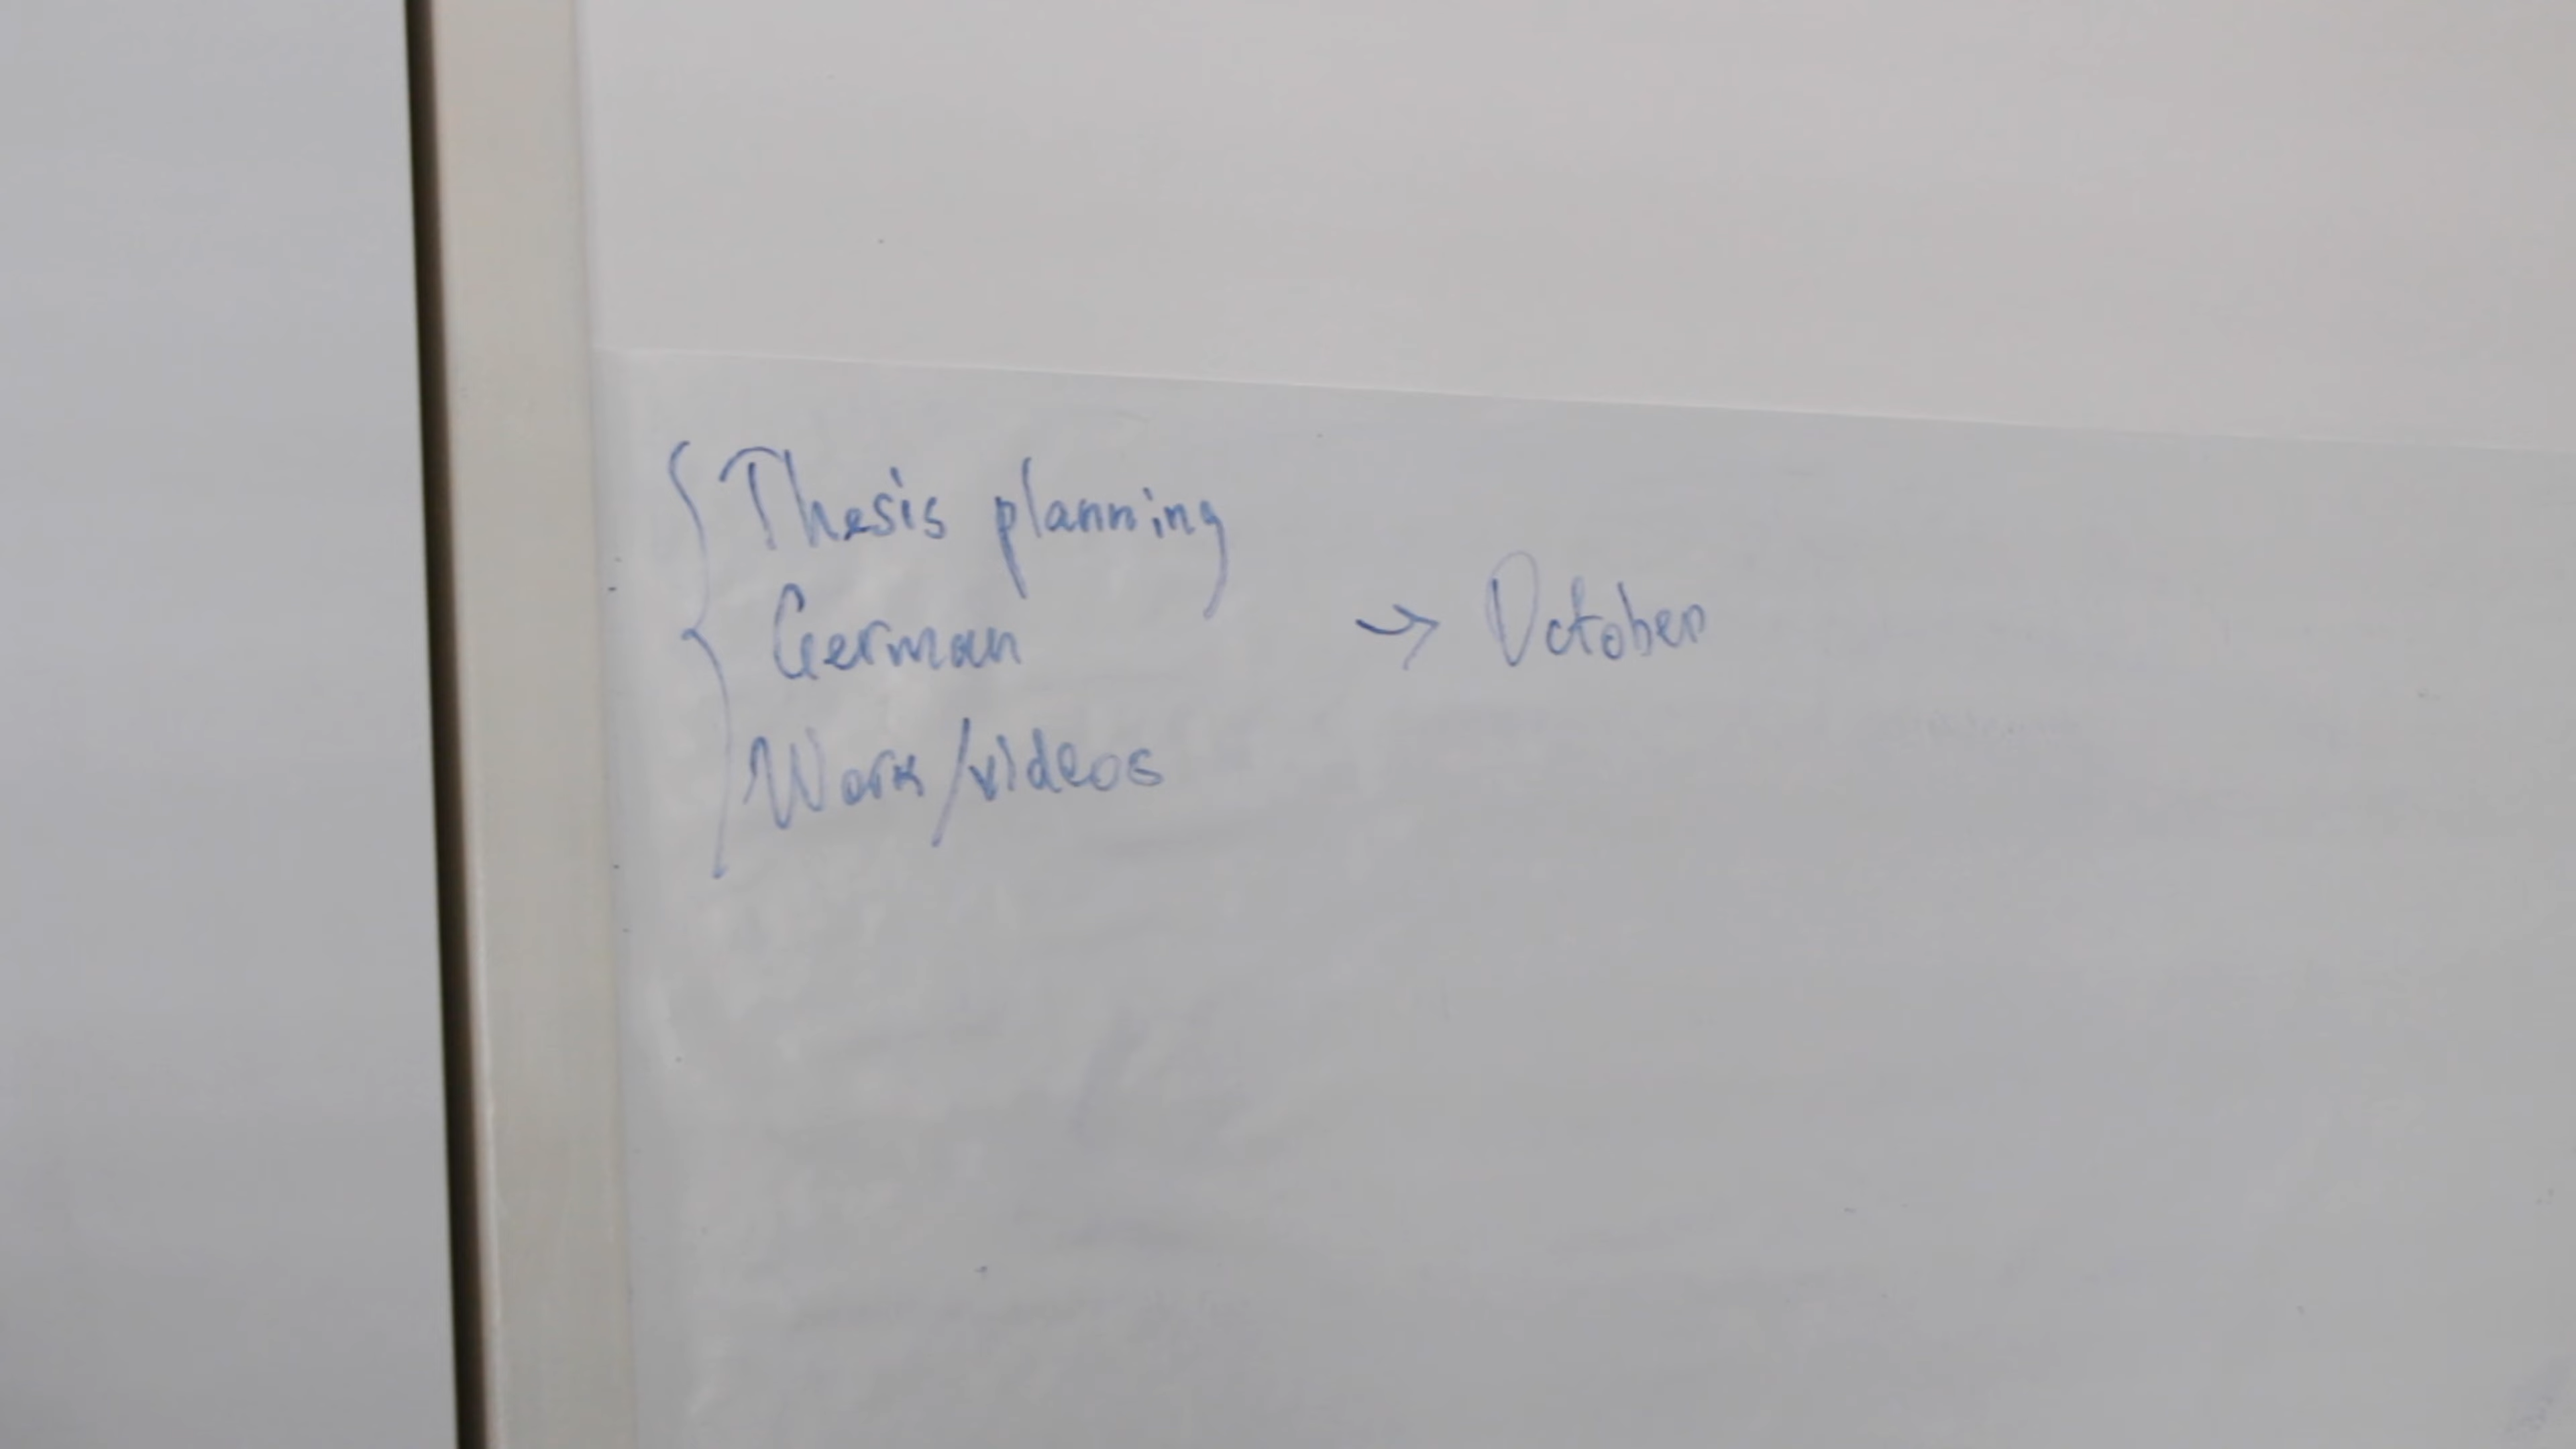 Thesis planning
German
→ October
Work/videos